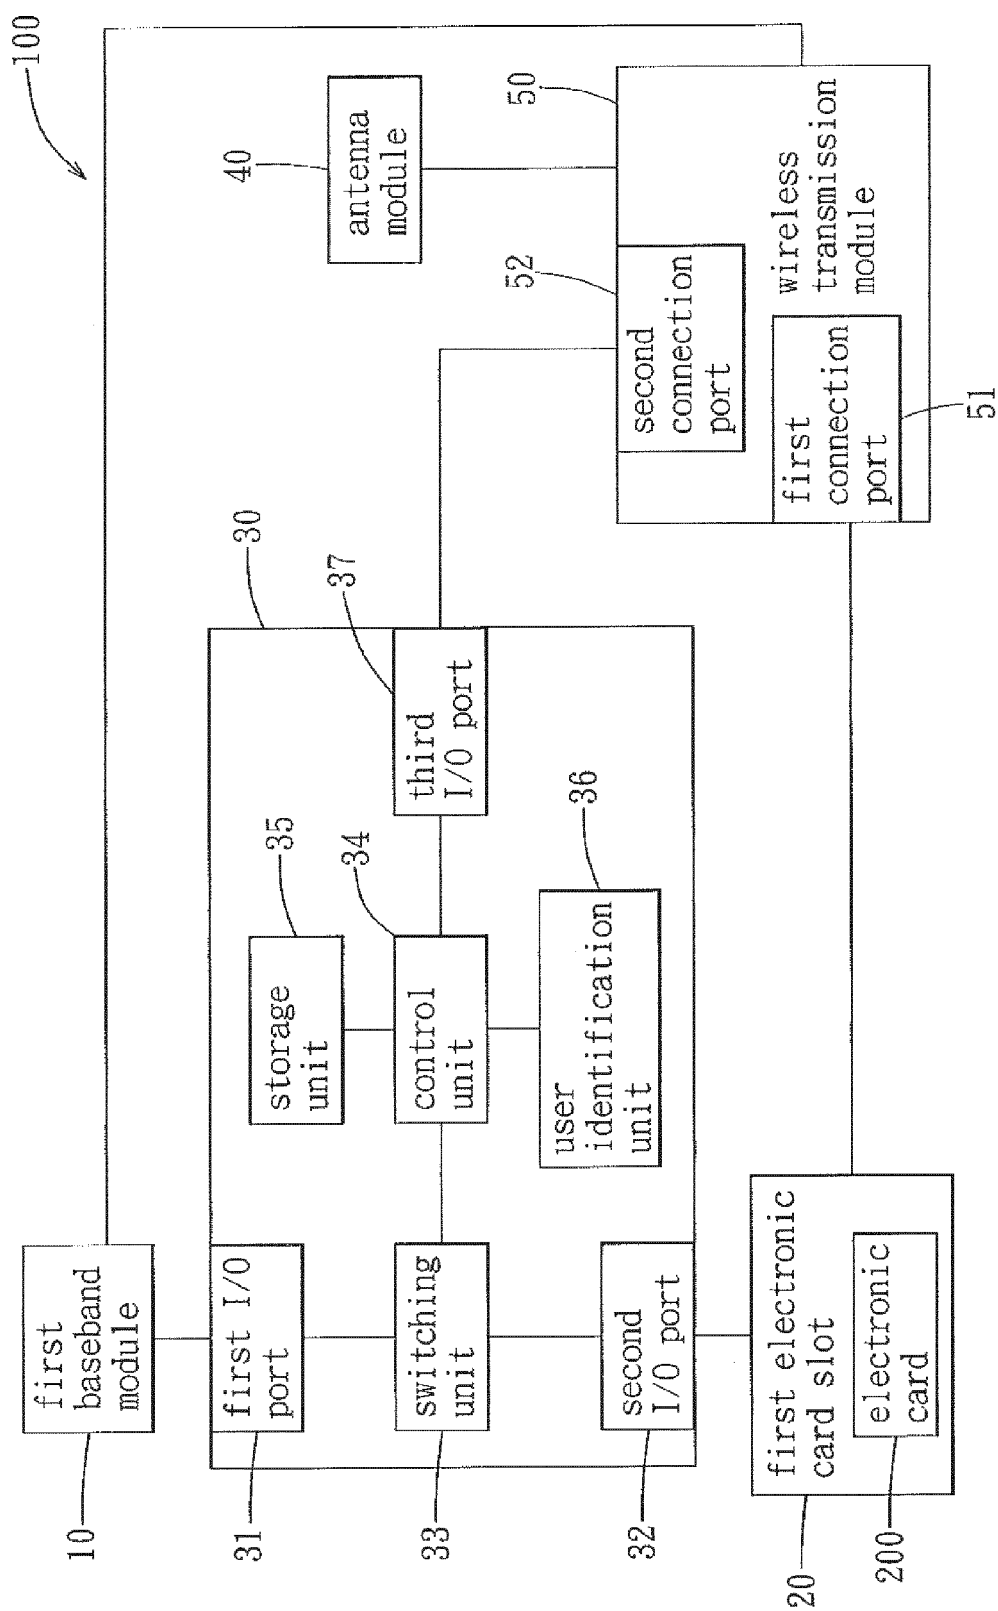 100
first
baseband
module
10
first I/O
port
31
switching
unit
33
second
I/O port
32
storage
unit
35
control
unit
34
user
identification
unit
36
third
I/O port
37
30
antenna
module
40
50
second
connection
port
52
wireless
transmission
module
first
connection
port
51
first electronic
card slot
20
electronic
card
200